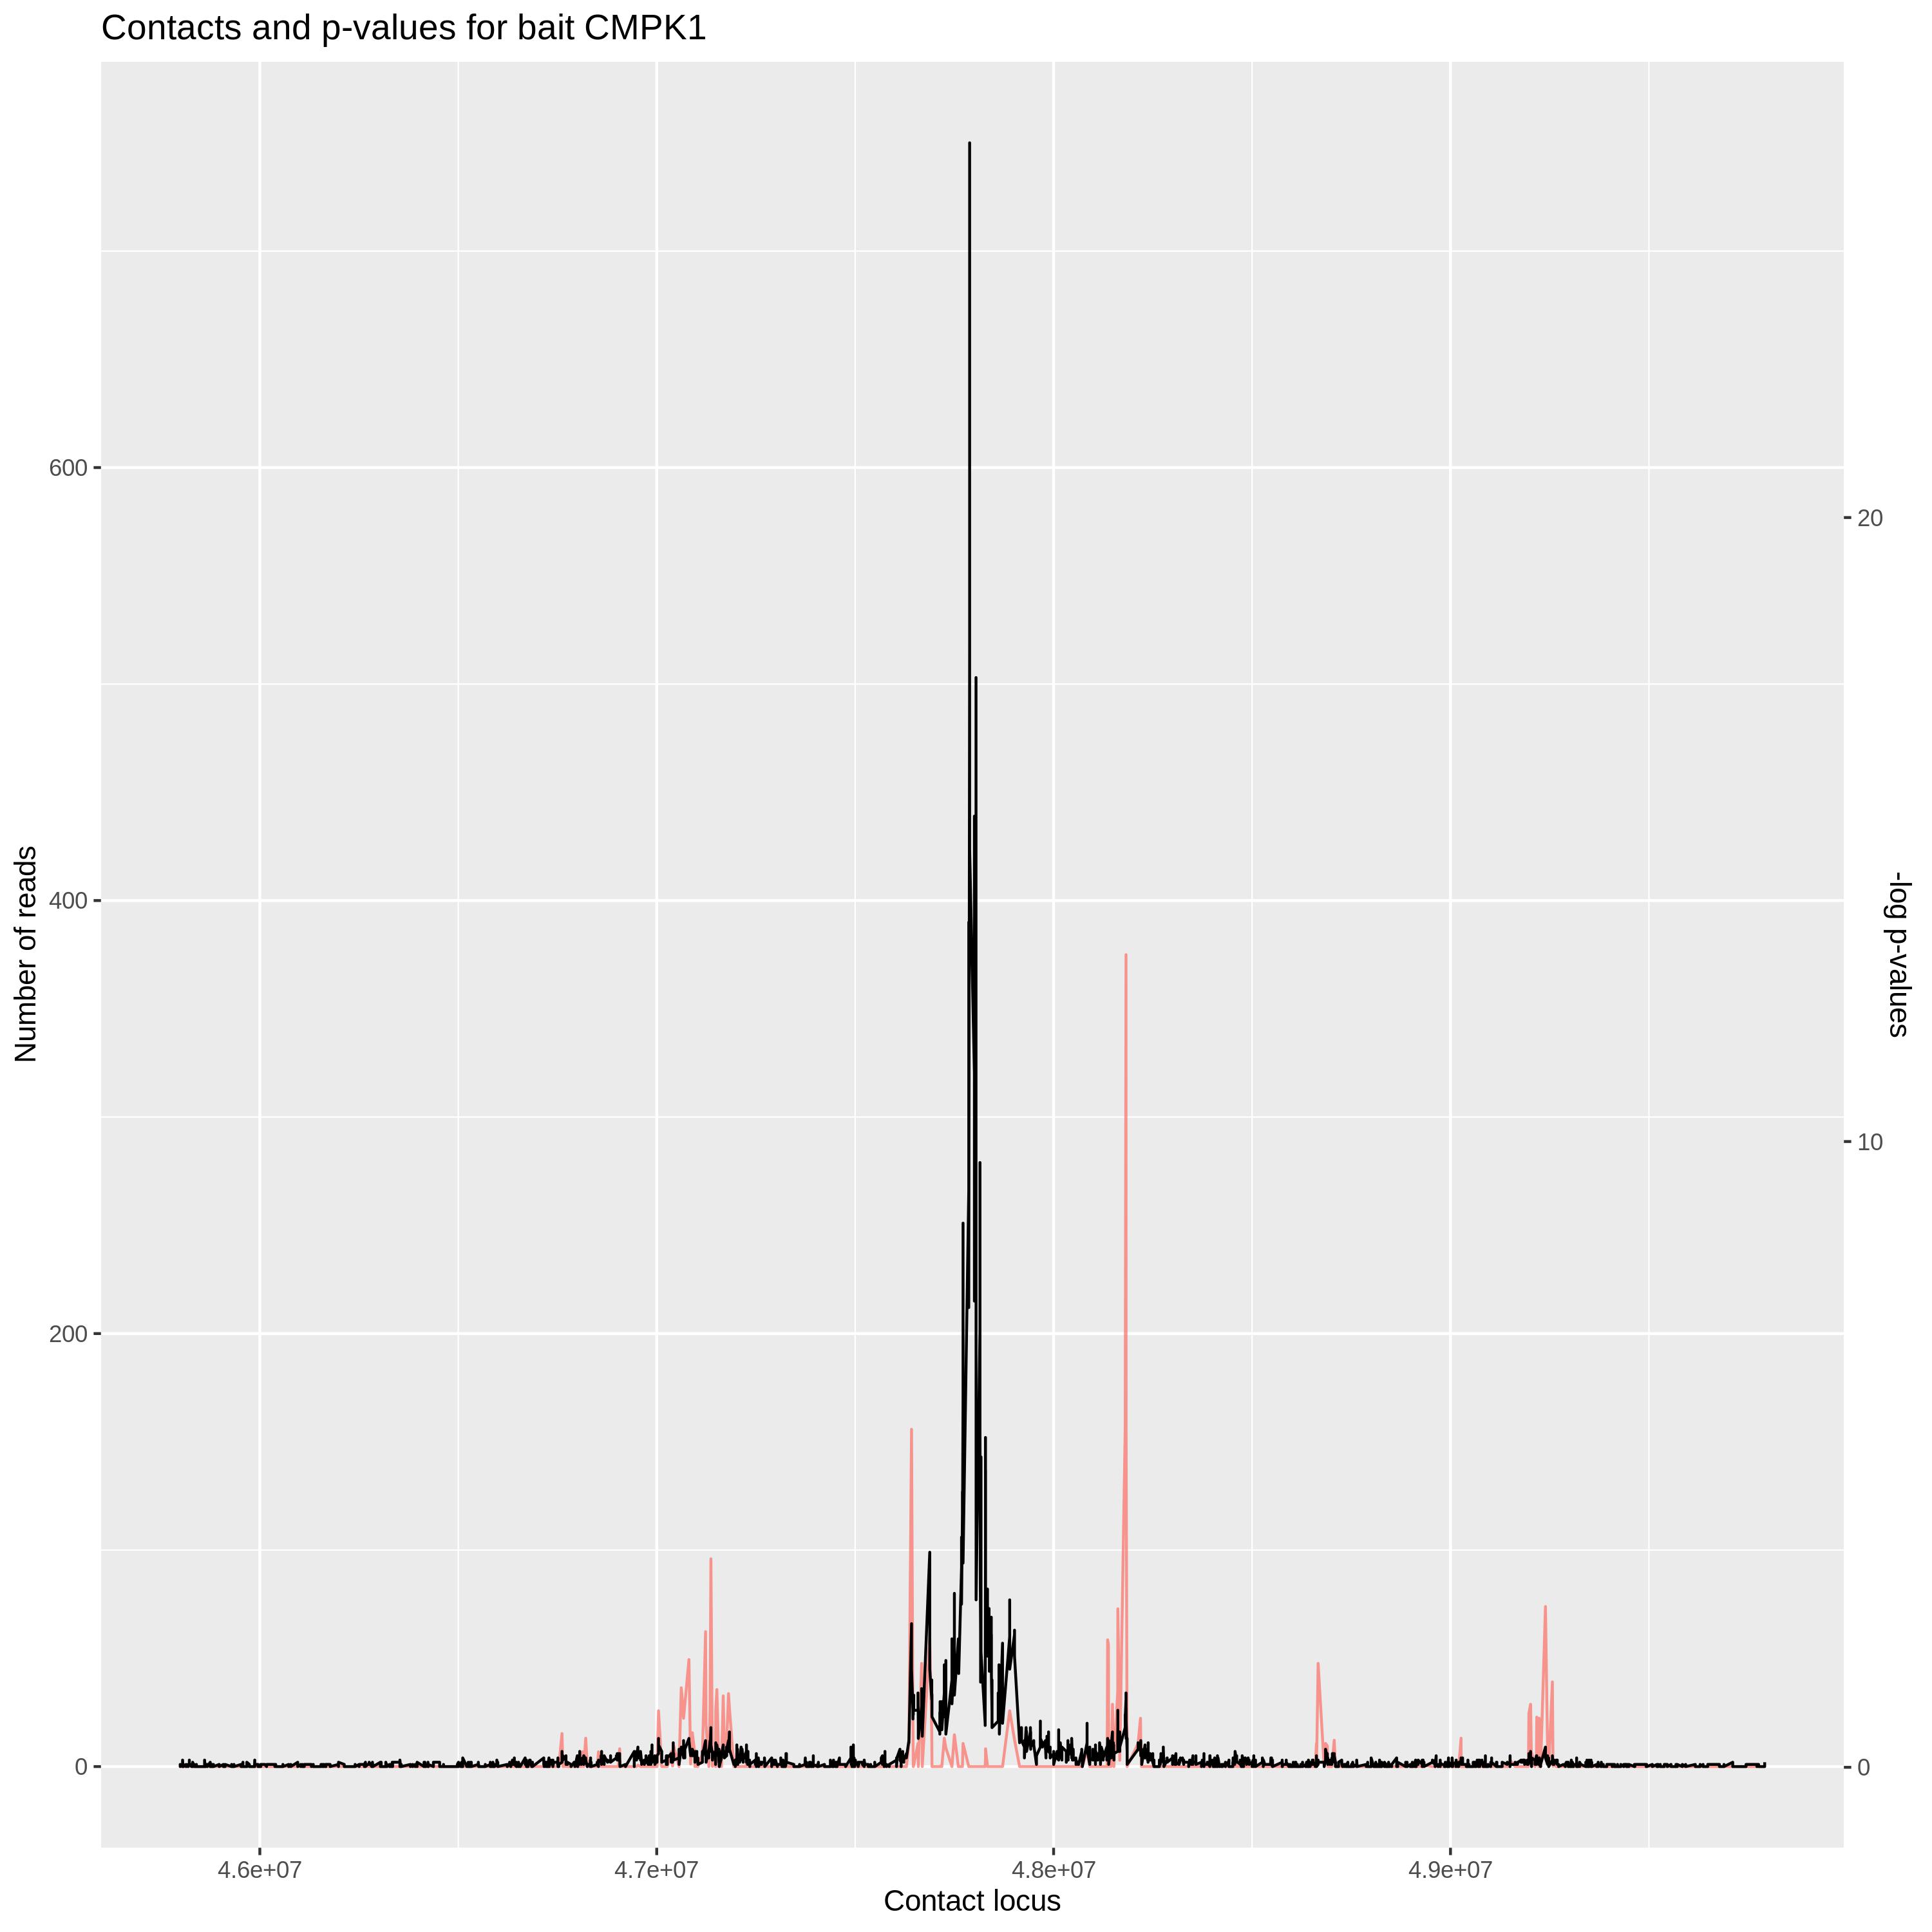 Contacts and p-values for bait CMPK1
Number of reads
600
400
200
0
20
10
0
-log p-values
4.6e+07
4.7e+07
4.8e+07
4.9e+07
Contact locus